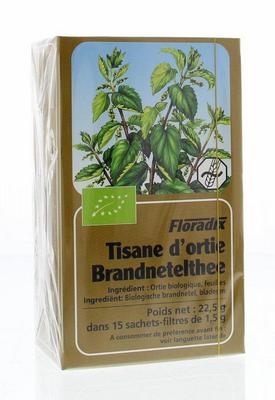 Floradix
Tisane d'ortie
Brandnetelthee
Ingrédient : Ortie biologique, feuilles
Ingrediënt: Biologische brandnetel, bladeren
Poids net : 22,5 g
dans 15 sachets-filtres de 1,5 g
A consommer de préférence avant fin :
voir languette latérale